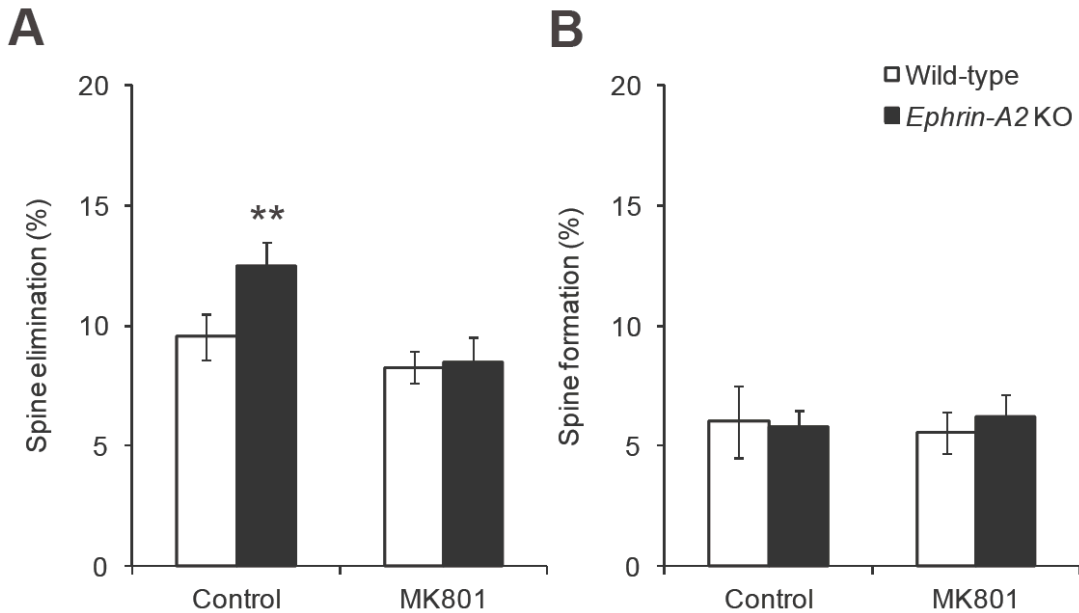 A
Spine elimination (%)
20
15
10
5
0
**
Control
MK801
B
Wild-type
Ephrin-A2 KO
Spine formation (%)
20
15
10
5
0
Control
MK801